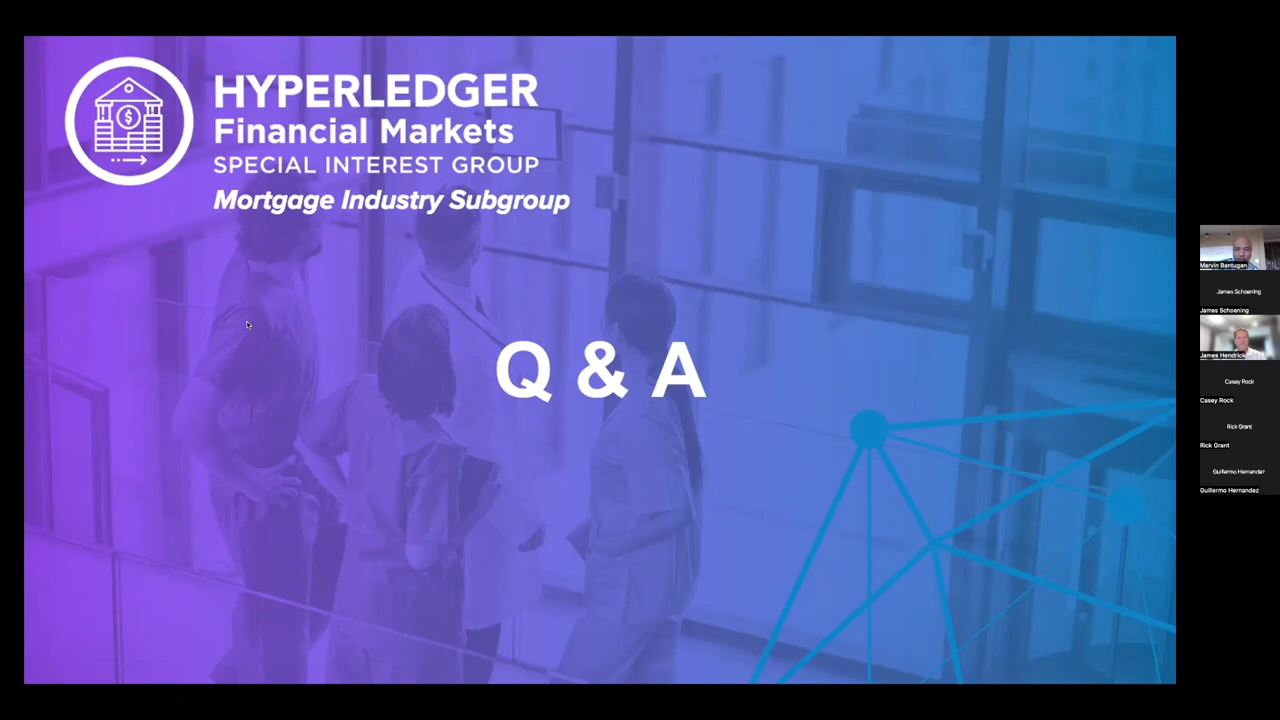 HYPERLEDGER
Financial Markets
SPECIAL INTEREST GROUP
Mortgage Industry Subgroup
$
Q & A
Marvin Bantugan
James Schoening
James Schoening
James Hendrick
Casey Rock
Casey Rock
Rick Grant
Rick Grant
Guillermo Hernandez
Guillermo Hernandez